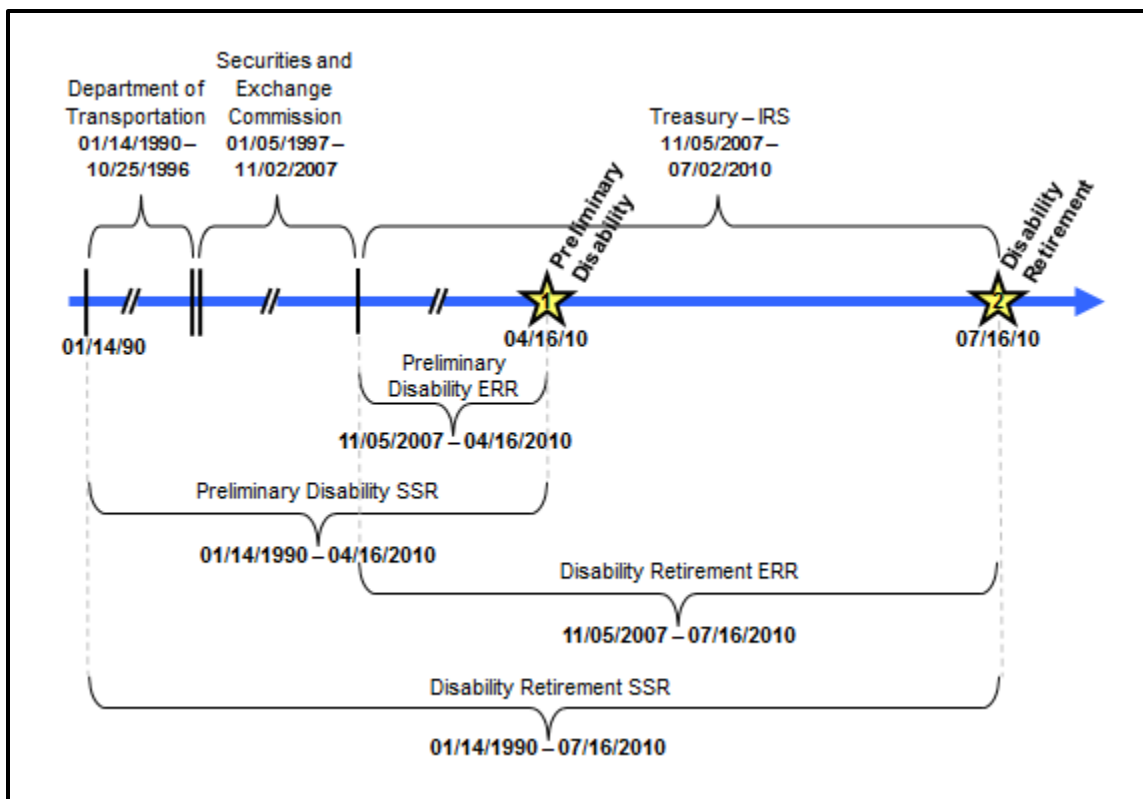 Department of
Transportation
01/14/1990 –
10/25/1996
Securities and
Exchange
Commission
01/05/1997 –
11/02/2007
Treasury – IRS
11/05/2007 –
07/02/2010
Preliminary
Disability
Disability
Retirement
1
2
01/14/90
04/16/10
07/16/10
Preliminary
Disability ERR
11/05/2007 – 04/16/2010
Preliminary Disability SSR
01/14/1990 – 04/16/2010
Disability Retirement ERR
11/05/2007 – 07/16/2010
Disability Retirement SSR
01/14/1990 – 07/16/2010